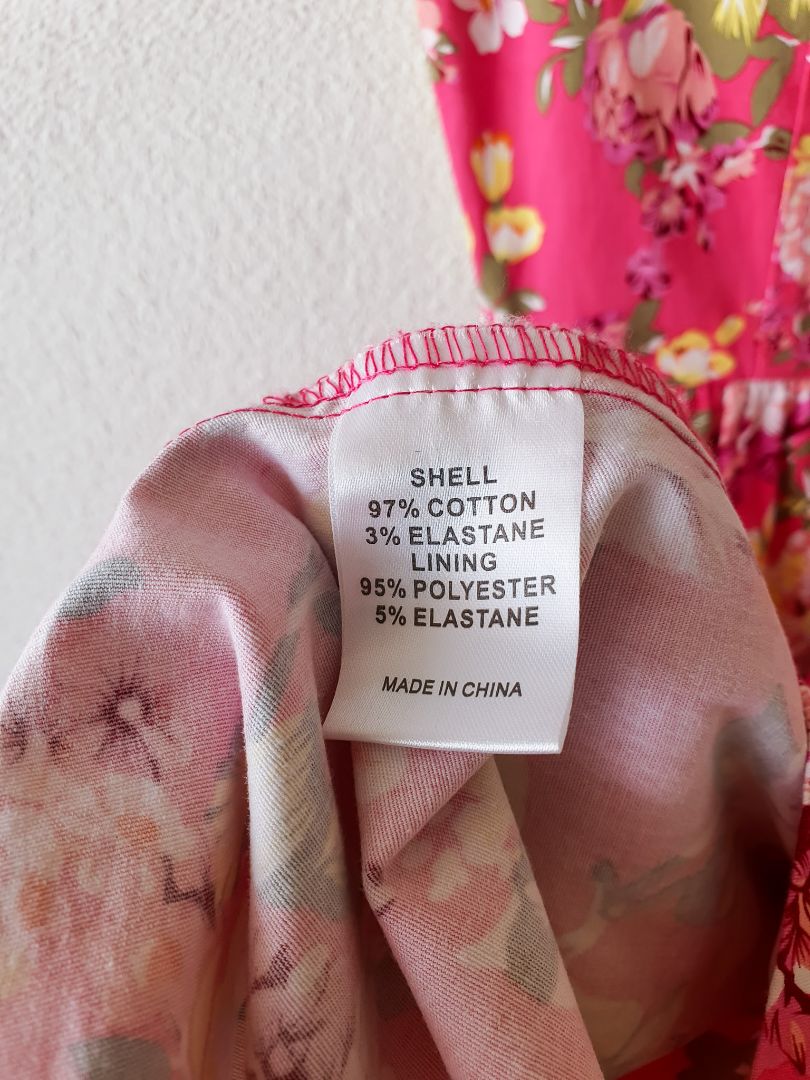 SHELL
97% COTTON
3% ELASTANE
LINING
95% POLYESTER
5% ELASTANE
MADE IN CHINA